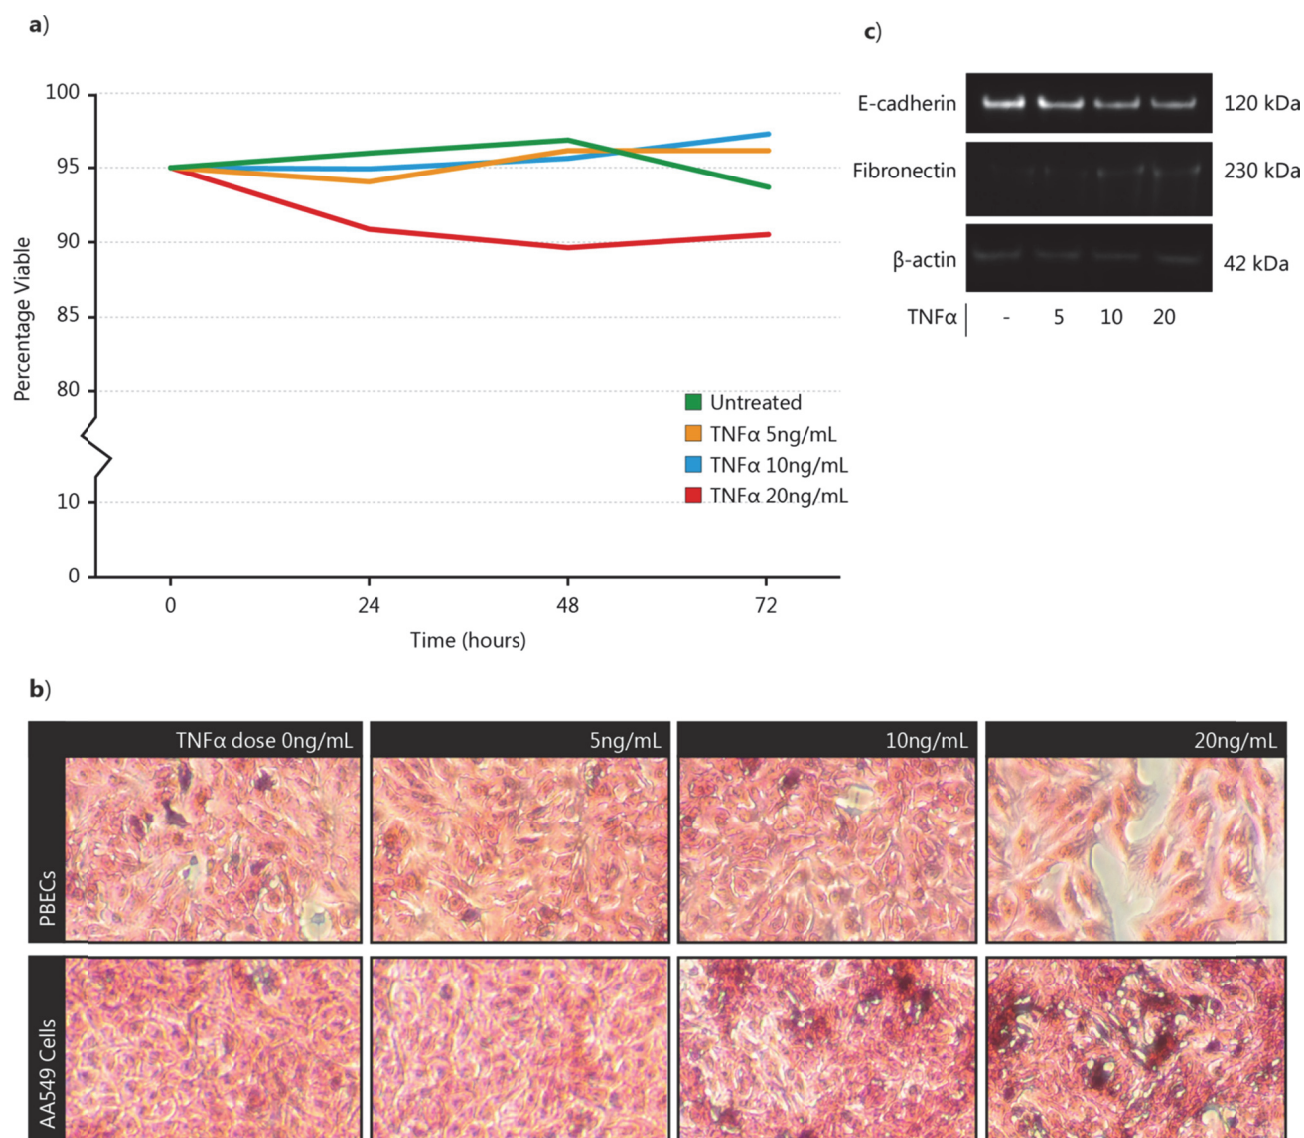 a)
100
95
90
85
80
10
0
Percentage Viable
0 24 48 72
Time (hours)
Untreated
TNFα 5ng/mL
TNFα 10ng/mL
TNFα 20ng/mL
c)
E-cadherin 120 kDa
Fibronectin 230 kDa
β-actin 42 kDa
TNFα - 5 10 20
b)
TNFα dose 0ng/mL 5ng/mL 10ng/mL 20ng/mL
PBECs
AA549 Cells